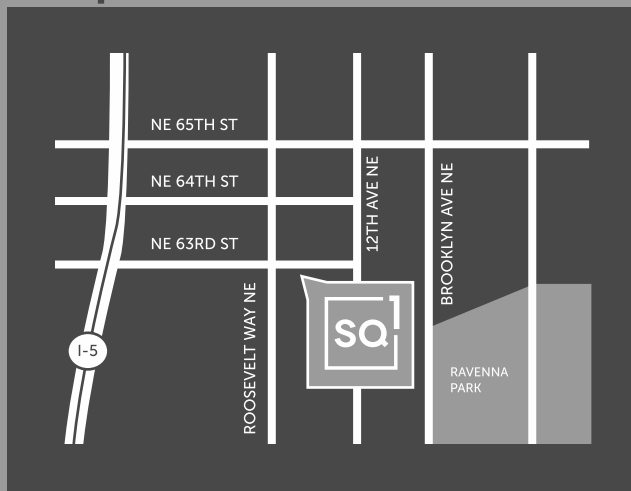 NE 65TH ST
NE 64TH ST
12TH AVE NE
BROOKLYN AVE NE
NE 63RD ST
ROOSEVELT WAY NE
SQ1
I-5
RAVENNA
PARK